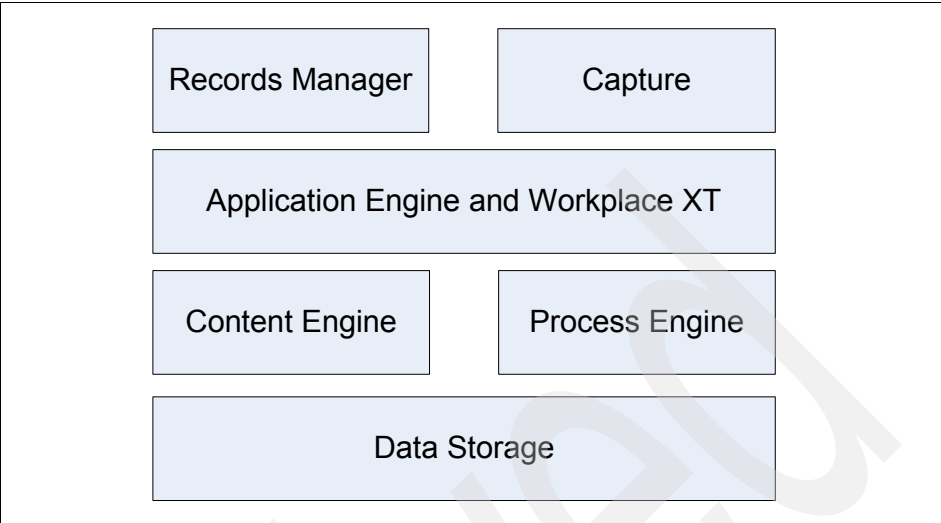 Records Manager
Capture
Application Engine and Workplace XT
Content Engine
Process Engine
Data Storage